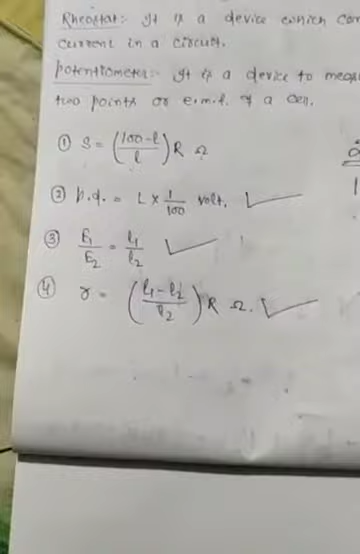 Rheostat:- It is a device which con
current in a circuit.
Potentiometer:- It is a device to meas
two points or e.m.f. of a cell.
① S = (100-l / l) R Ω
② p.d. = L × 1/100 volt.
③ E₁/E₂ = l₁/l₂
④ r = (l₁ - l₂ / l₂) R Ω.